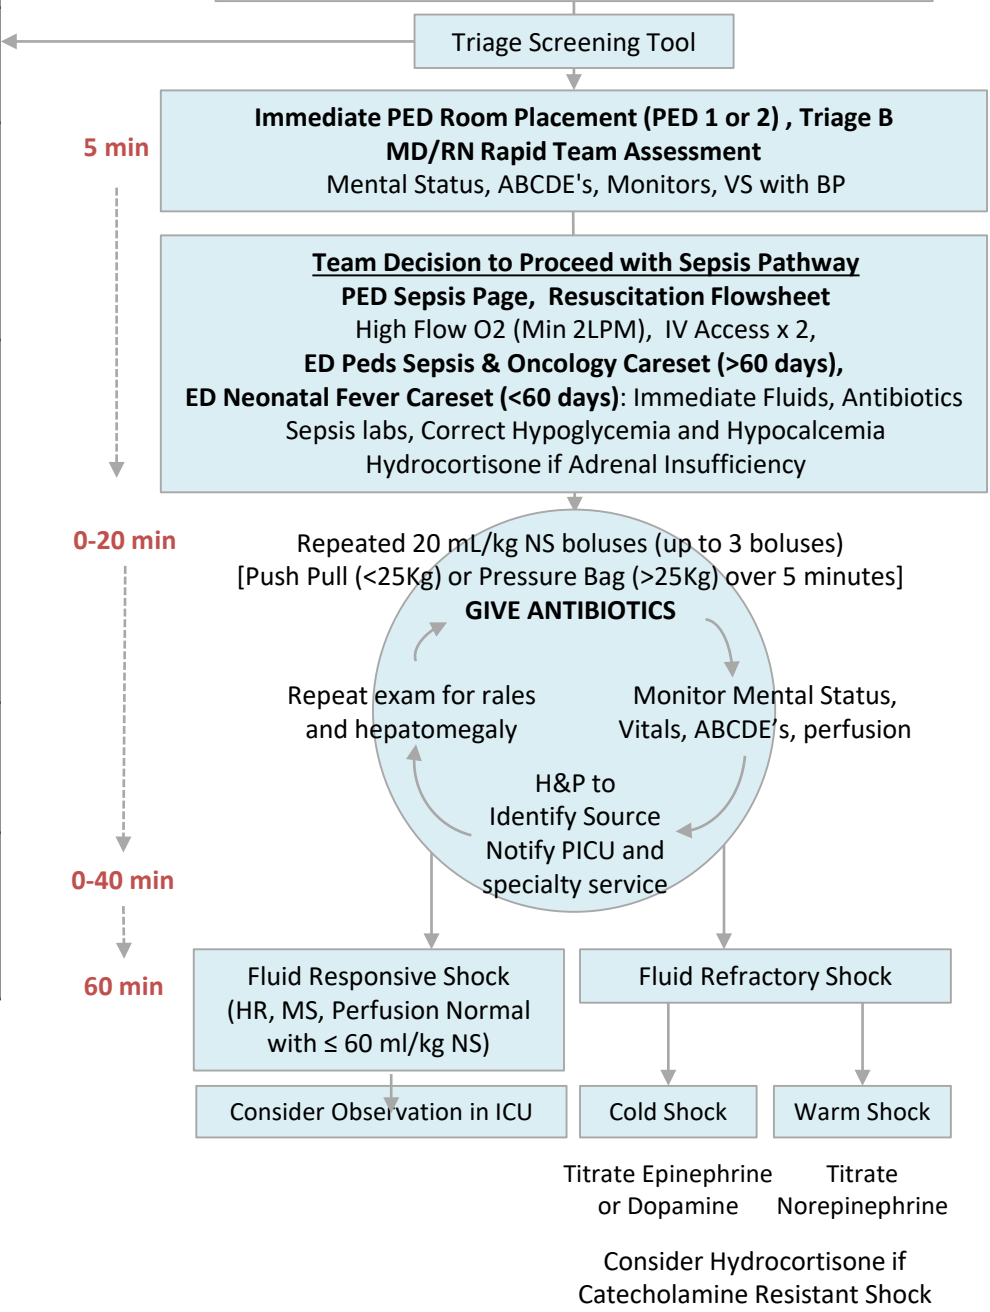 Triage Screening Tool
5 min
Immediate PED Room Placement (PED 1 or 2) , Triage B
MD/RN Rapid Team Assessment
Mental Status, ABCDE's, Monitors, VS with BP
Team Decision to Proceed with Sepsis Pathway
PED Sepsis Page,  Resuscitation Flowsheet
High Flow O2 (Min 2LPM),  IV Access x 2,
ED Peds Sepsis & Oncology Careset (>60 days),
ED Neonatal Fever Careset (<60 days): Immediate Fluids, Antibiotics
Sepsis labs, Correct Hypoglycemia and Hypocalcemia
Hydrocortisone if Adrenal Insufficiency
0-20 min
Repeated 20 mL/kg NS boluses (up to 3 boluses)
[Push Pull (<25Kg) or Pressure Bag (>25Kg) over 5 minutes]
GIVE ANTIBIOTICS
Monitor Mental Status,
Vitals, ABCDE’s, perfusion
H&P to
Identify Source
Notify PICU and
specialty service
Repeat exam for rales
and hepatomegaly
0-40 min
60 min
Fluid Responsive Shock
(HR, MS, Perfusion Normal
with ≤ 60 ml/kg NS)
Consider Observation in ICU
Fluid Refractory Shock
Cold Shock
Warm Shock
Titrate Epinephrine
or Dopamine
Titrate
Norepinephrine
Consider Hydrocortisone if
Catecholamine Resistant Shock